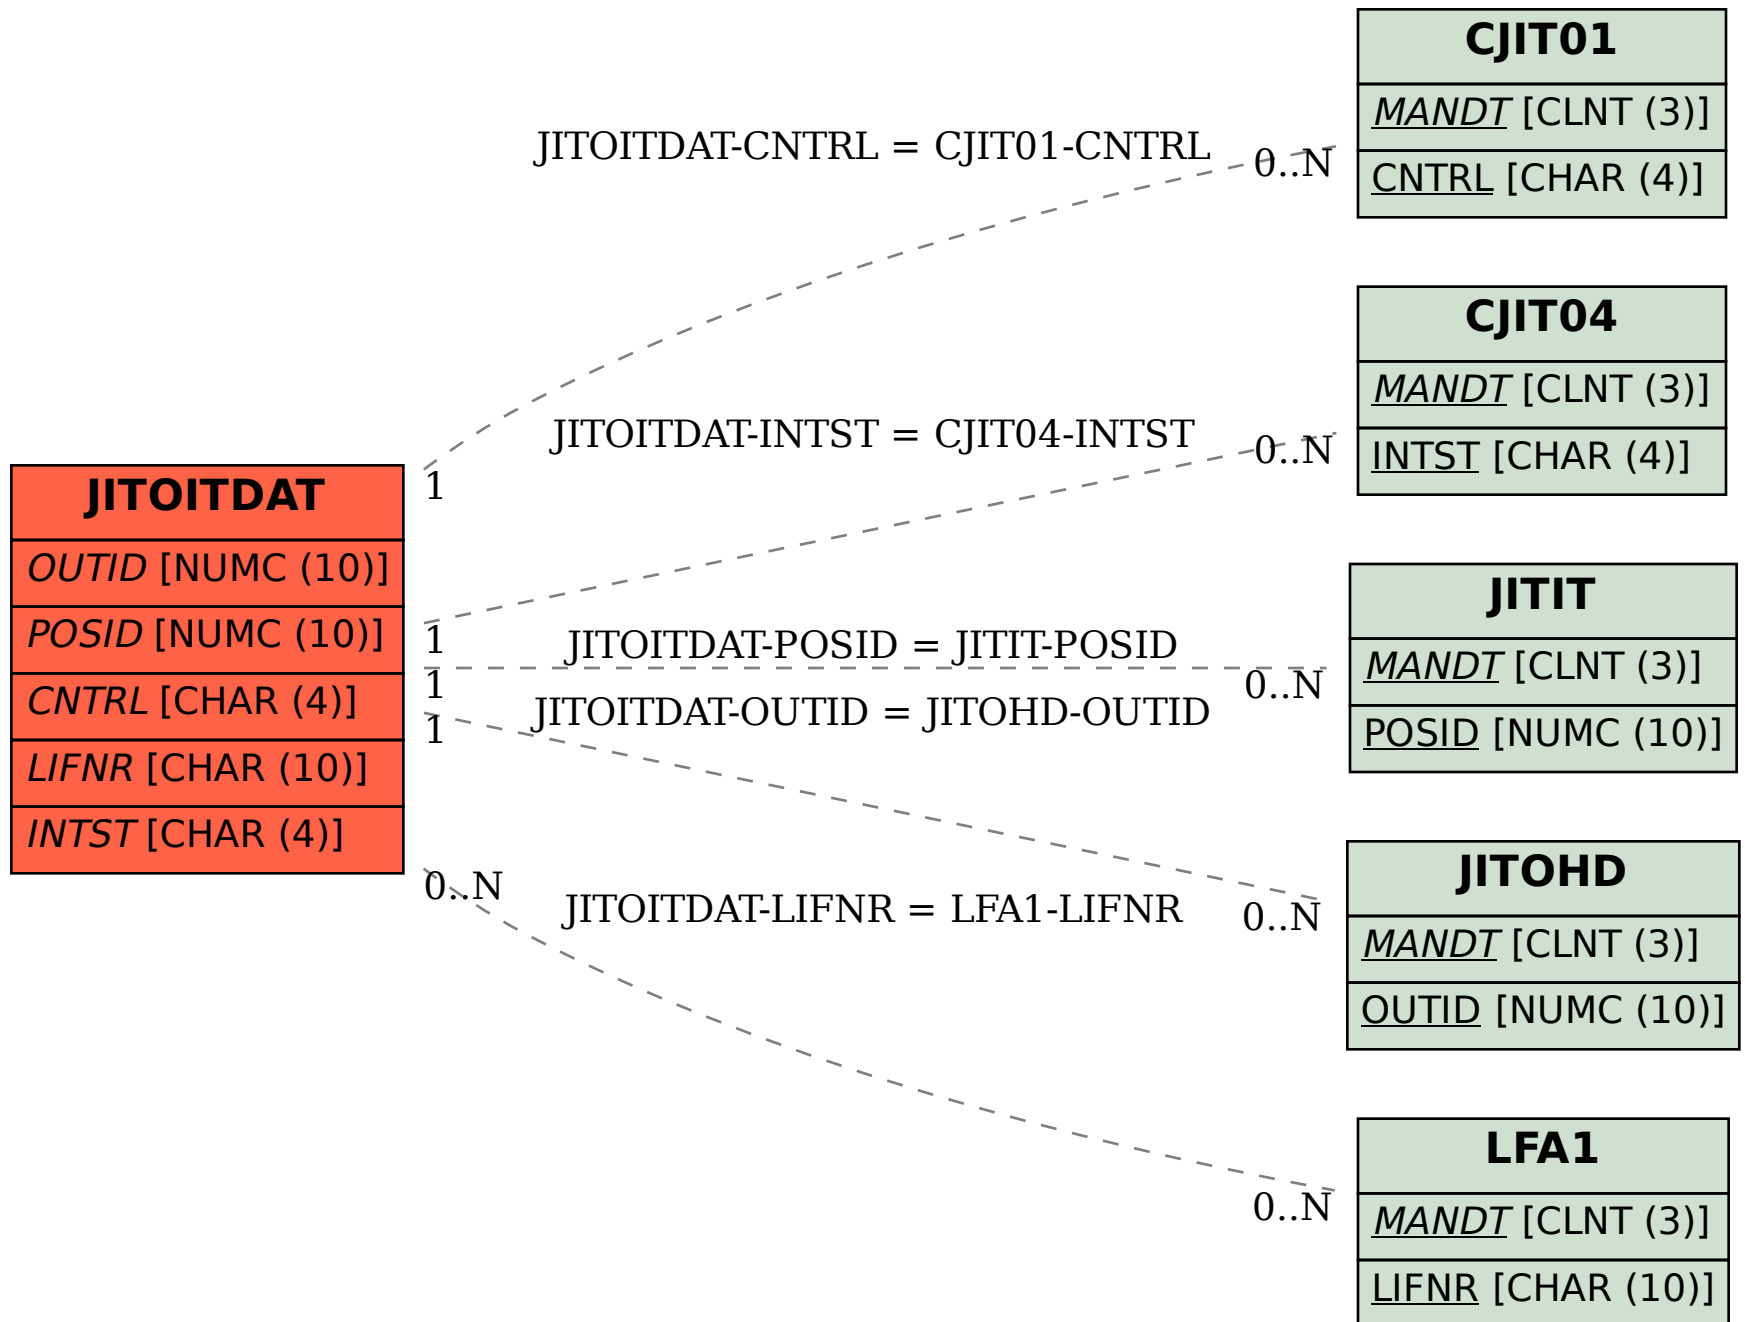 JITOITDAT
OUTID [NUMC (10)]
POSID [NUMC (10)]
CNTRL [CHAR (4)]
LIFNR [CHAR (10)]
INTST [CHAR (4)]
JITOITDAT-CNTRL = CJIT01-CNTRL
1
0..N
CJIT01
MANDT [CLNT (3)]
CNTRL [CHAR (4)]
JITOITDAT-INTST = CJIT04-INTST
1
0..N
CJIT04
MANDT [CLNT (3)]
INTST [CHAR (4)]
JITOITDAT-POSID = JITIT-POSID
1
0..N
JITIT
MANDT [CLNT (3)]
POSID [NUMC (10)]
JITOITDAT-OUTID = JITOHD-OUTID
1
0..N
JITOHD
MANDT [CLNT (3)]
OUTID [NUMC (10)]
JITOITDAT-LIFNR = LFA1-LIFNR
0..N
0..N
LFA1
MANDT [CLNT (3)]
LIFNR [CHAR (10)]